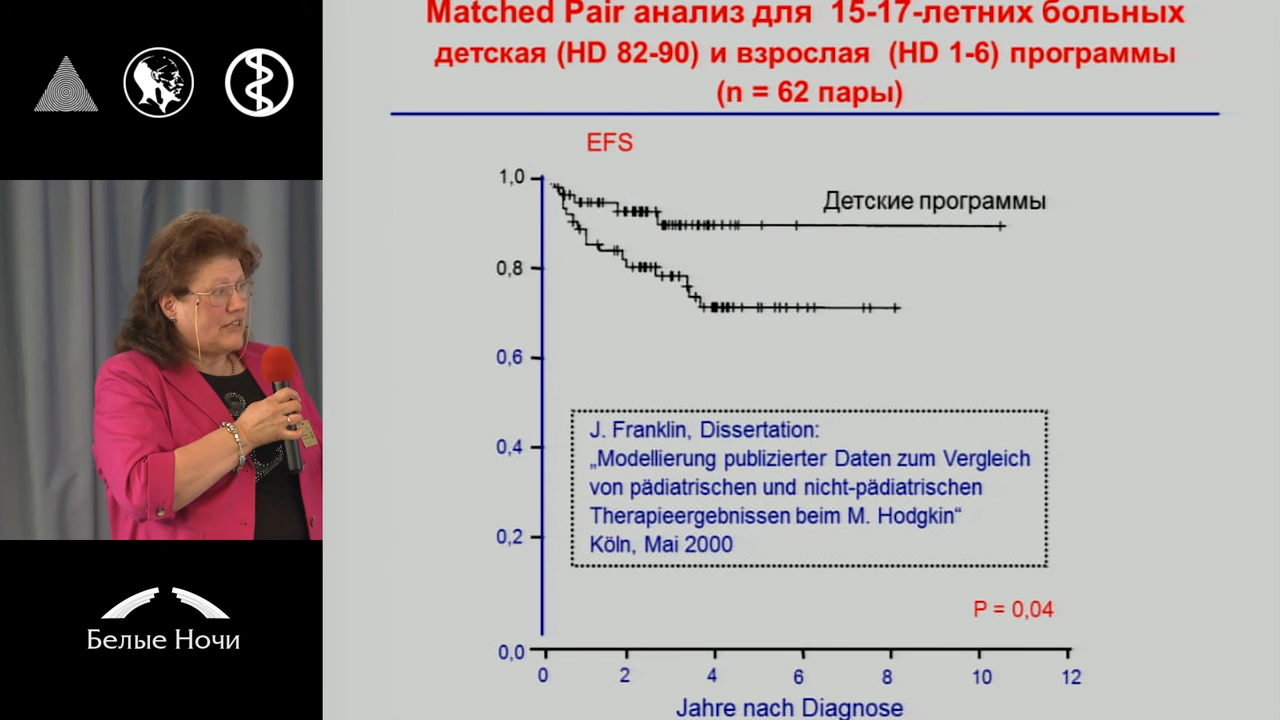 Matched Pair анализ для 15-17-летних больных
детская (HD 82-90) и взрослая (HD 1-6) программы
(n = 62 пары)
EFS
1,0
Детские программы
0,8
0,6
0,4
0,2
0,0
J. Franklin, Dissertation:
„Modellierung publizierter Daten zum Vergleich
von pädiatrischen und nicht-pädiatrischen
Therapieergebnissen beim M. Hodgkin“
Köln, Mai 2000
P = 0,04
0 2 4 6 8 10 12
Jahre nach Diagnose
Белые Ночи